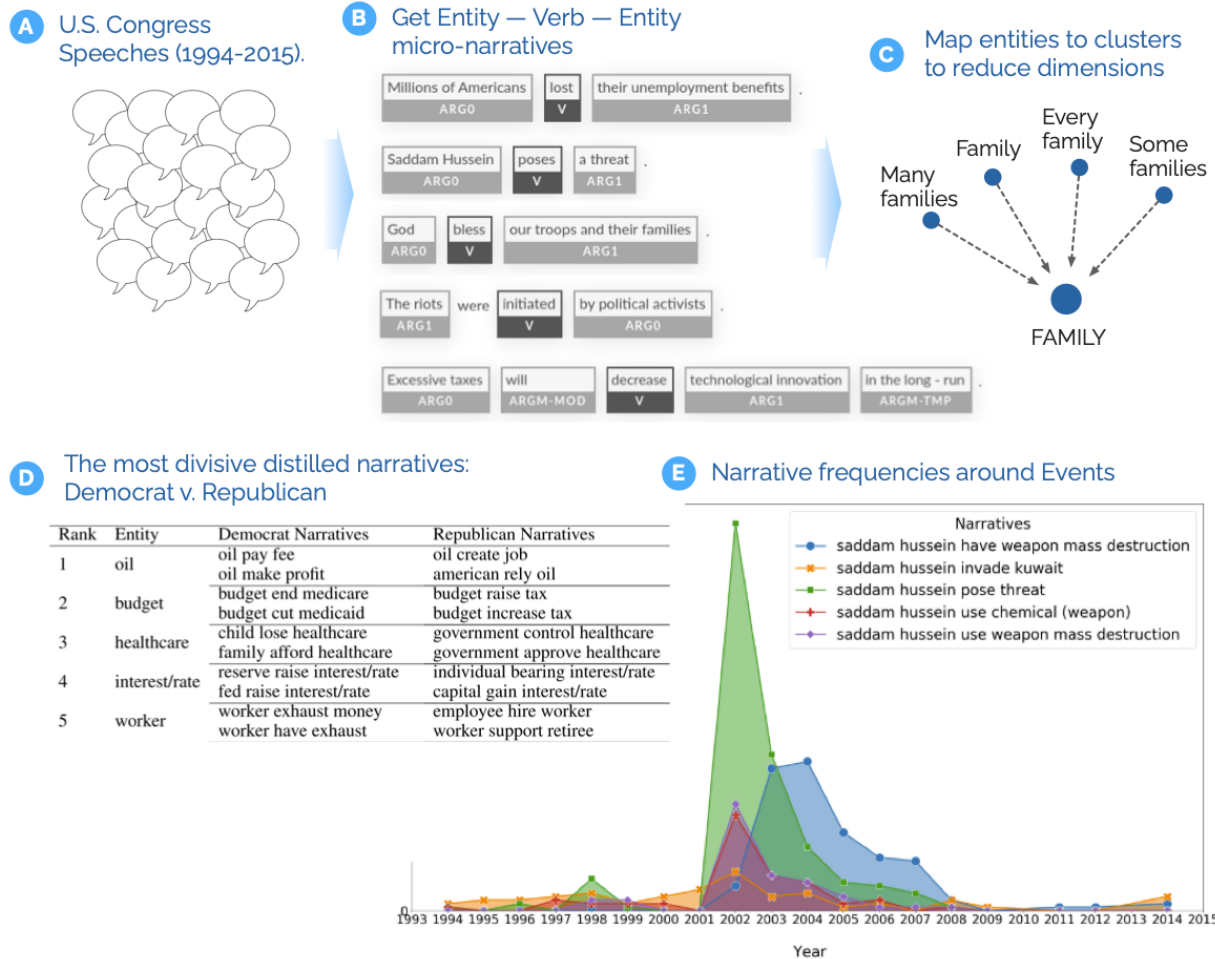 A
U.S. Congress
Speeches (1994-2015).
B
Get Entity — Verb — Entity
micro-narratives
Millions of Americans lost their unemployment benefits .
ARG0 V ARG1
Saddam Hussein poses a threat .
ARG0 V ARG1
God bless our troops and their families .
ARG0 V ARG1
The riots were initiated by political activists .
ARG1 V ARG0
Excessive taxes will decrease technological innovation in the long - run .
ARG0 ARGM-MOD V ARG1 ARGM-TMP
C
Map entities to clusters
to reduce dimensions
Many
families
Family
Every
family
Some
families
FAMILY
D
The most divisive distilled narratives:
Democrat v. Republican
Rank Entity Democrat Narratives Republican Narratives
1 oil
oil pay fee oil create job
oil make profit american rely oil
2 budget
budget end medicare budget raise tax
budget cut medicaid budget increase tax
3 healthcare
child lose healthcare government control healthcare
family afford healthcare government approve healthcare
4 interest/rate
reserve raise interest/rate individual bearing interest/rate
fed raise interest/rate capital gain interest/rate
5 worker
worker exhaust money employee hire worker
worker have exhaust worker support retiree
E
Narrative frequencies around Events
Narratives
saddam hussein have weapon mass destruction
saddam hussein invade kuwait
saddam hussein pose threat
saddam hussein use chemical (weapon)
saddam hussein use weapon mass destruction
0
1993 1994 1995 1996 1997 1998 1999 2000 2001 2002 2003 2004 2005 2006 2007 2008 2009 2010 2011 2012 2013 2014 2015
Year